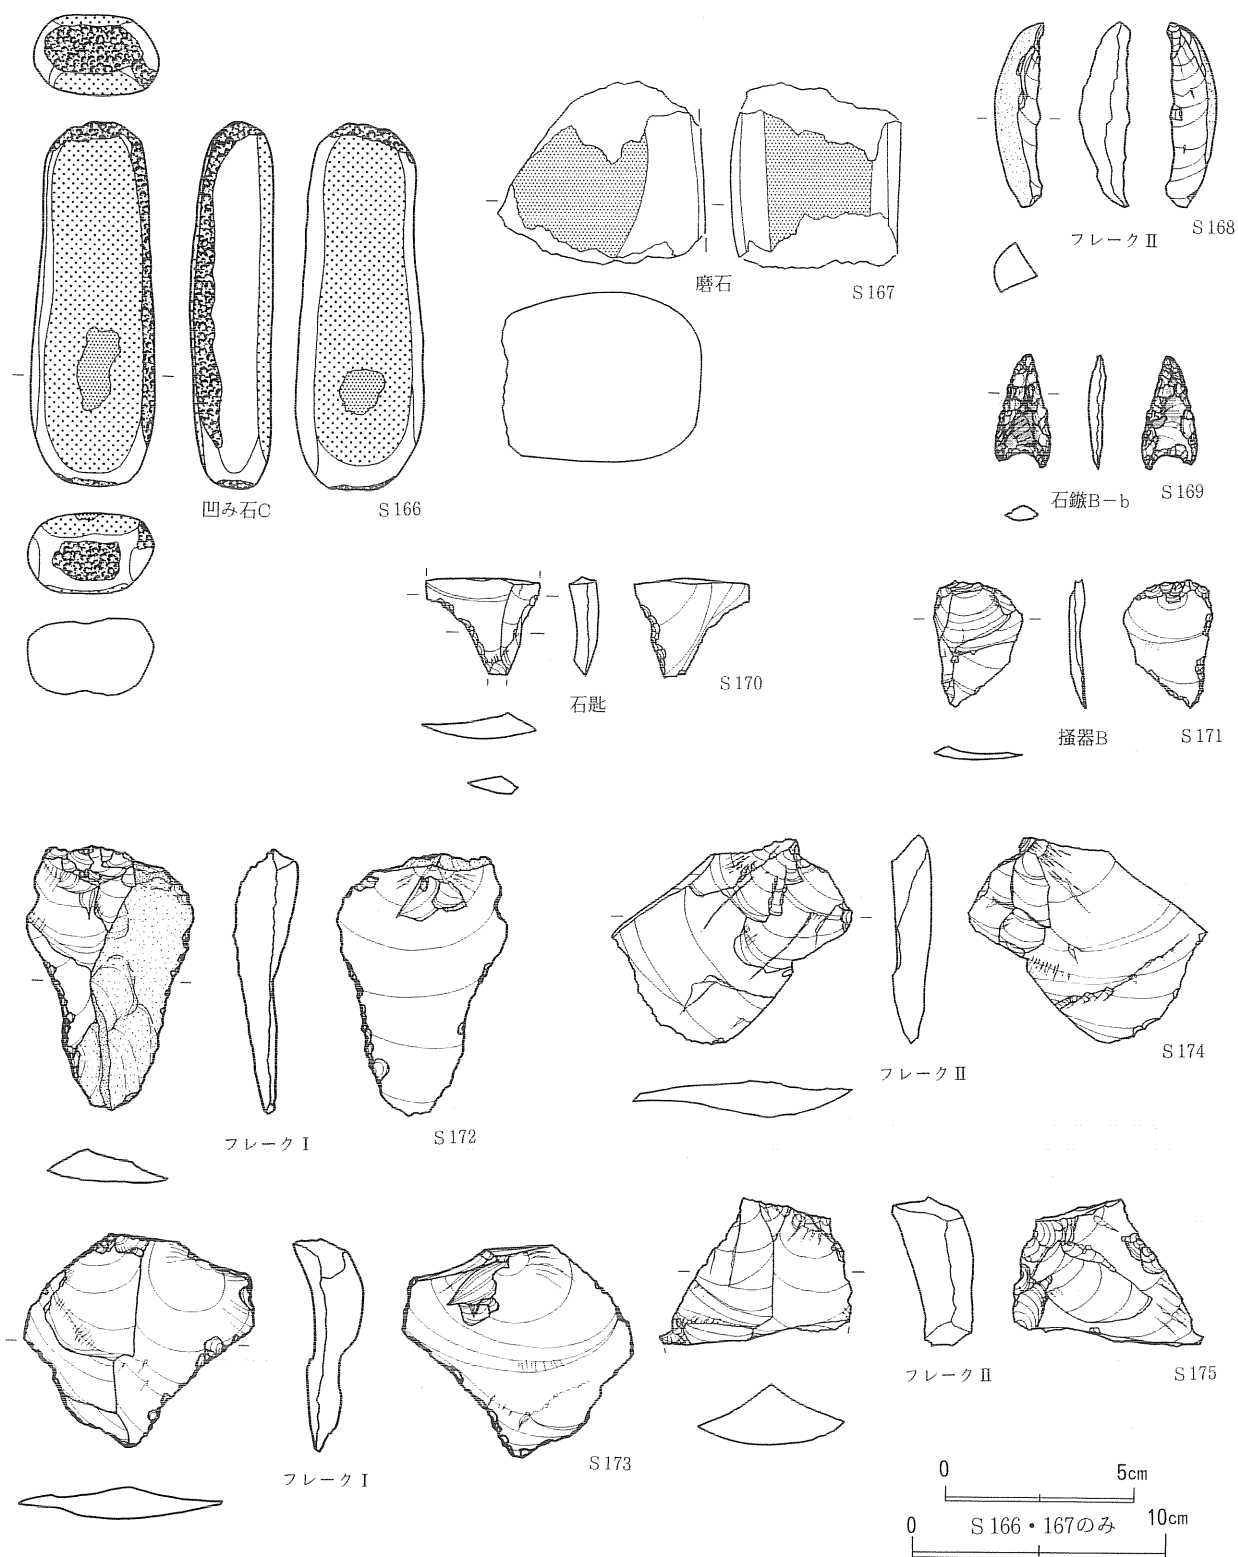 フレークⅡ
S168
磨石
S167
凹み石C
S166
石鏃B－b
S169
石匙
S170
掻器B
S171
フレークⅠ
S172
フレークⅡ
S174
フレークⅠ
S173
フレークⅡ
S175
0 5cm
S166・167のみ
0 10cm